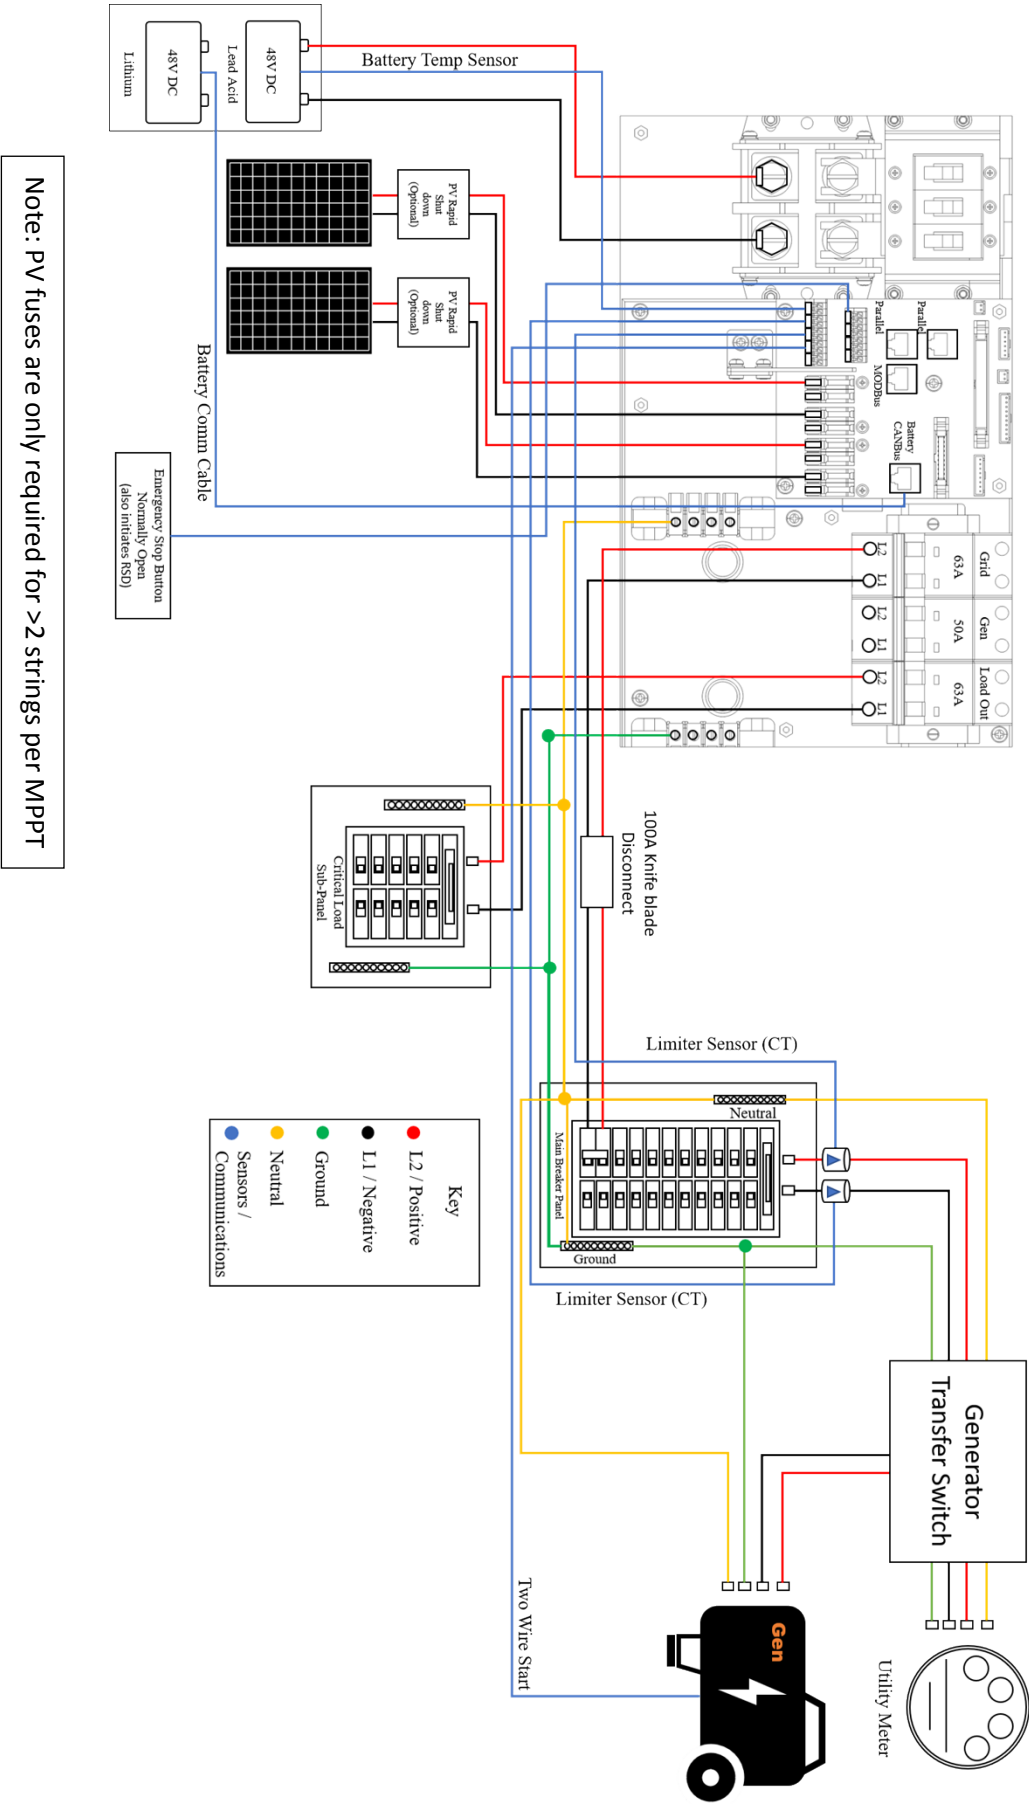 48V DC
Lead Acid
48V DC
Lithium
Battery Temp Sensor
PV Rapid
Shut
down
(Optional)
PV Rapid
Shut
down
(Optional)
Battery Comm Cable
Emergency Stop Button
Normally Open
(also initiates RSD)
Note: PV fuses are only required for >2 strings per MPPT
Parallel
Parallel
MODBus
Battery
CANBus
Grid
63A
L2
L1
Gen
50A
L2
L1
Load Out
63A
L2
L1
100A Knife blade
Disconnect
Critical Load
Sub-Panel
Limiter Sensor (CT)
Neutral
Main Breaker Panel
Ground
Limiter Sensor (CT)
Key
L2 / Positive
L1 / Negative
Ground
Neutral
Sensors /
Communications
Generator
Transfer Switch
Two Wire Start
Gen
Utility Meter